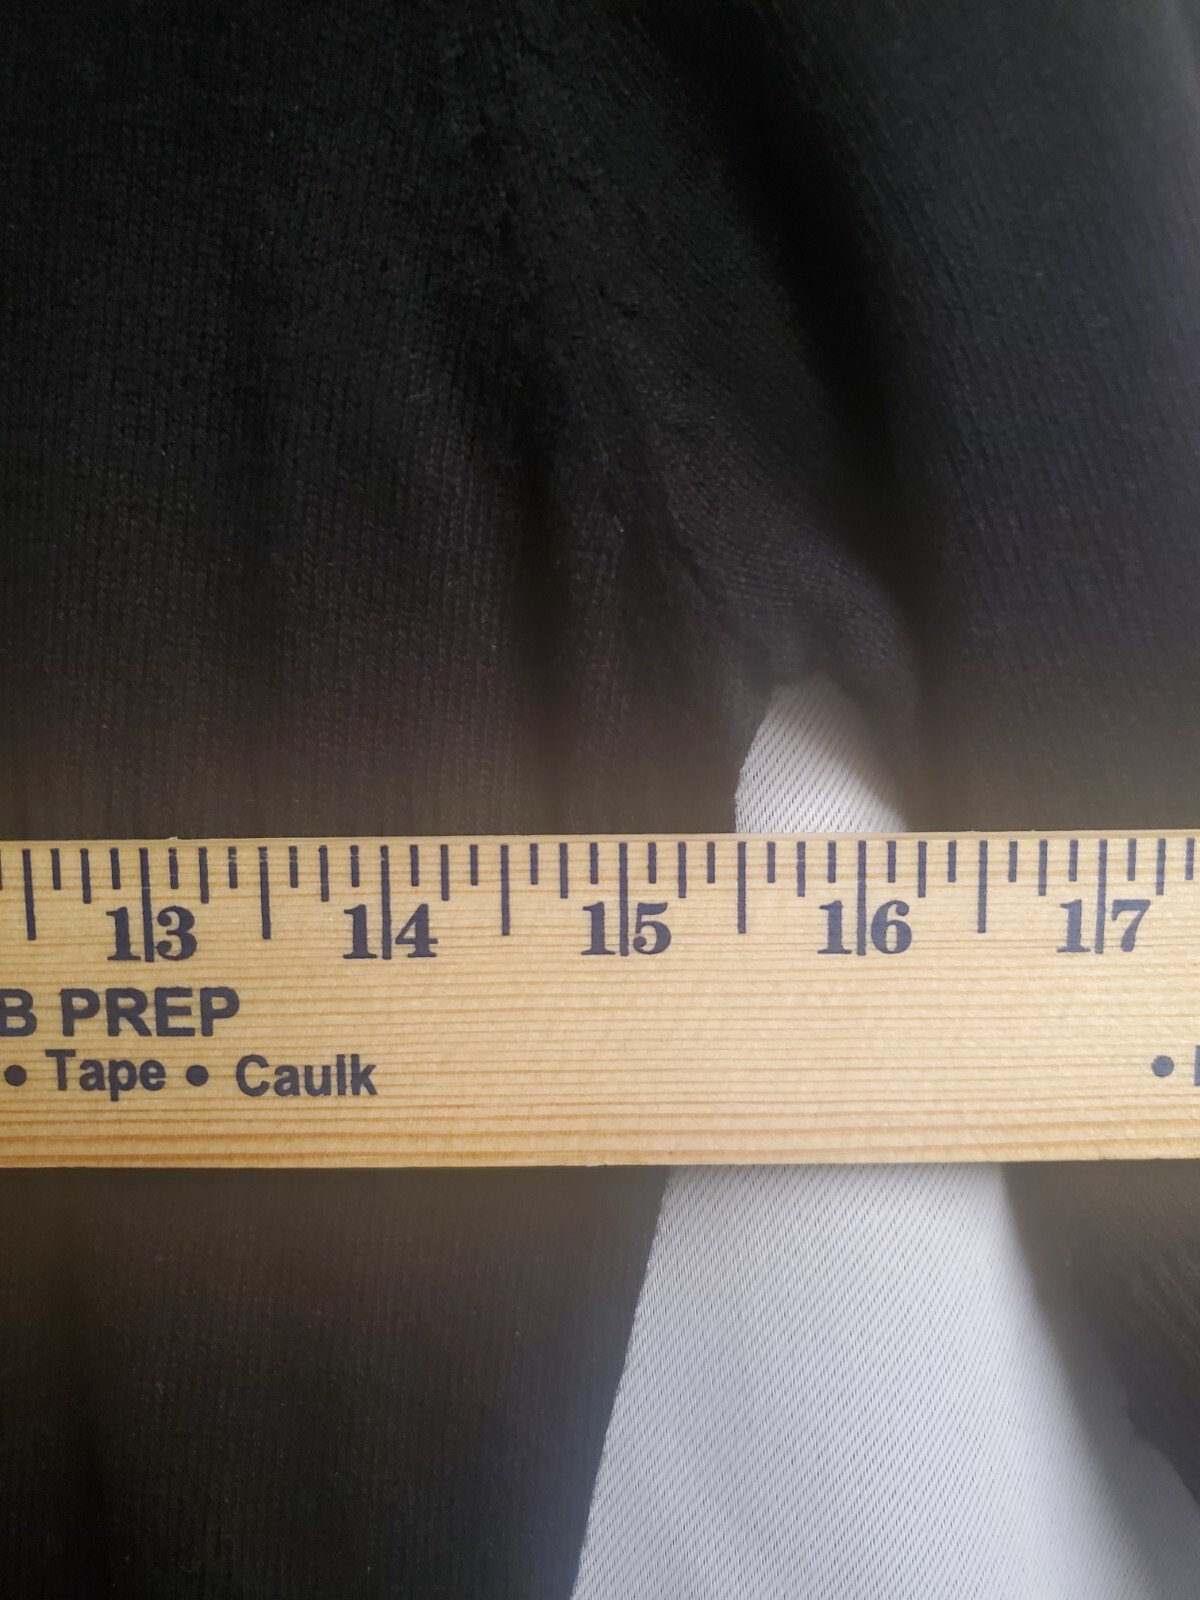 13 14 15 16 17
B PREP
• Tape • Caulk •